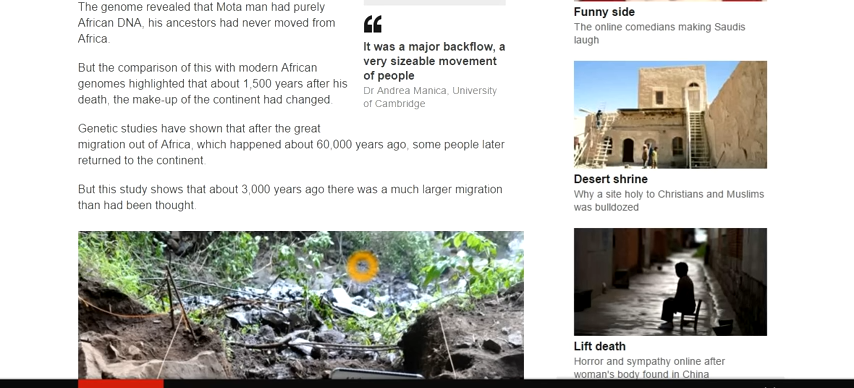 The genome revealed that Mota man had purely
African DNA, his ancestors had never moved from
Africa.
But the comparison of this with modern African
genomes highlighted that about 1,500 years after his
death, the make-up of the continent had changed.
Genetic studies have shown that after the great
migration out of Africa, which happened about 60,000 years ago, some people later
returned to the continent.
But this study shows that about 3,000 years ago there was a much larger migration
than had been thought.
It was a major backflow, a
very sizeable movement
of people
Dr Andrea Manica, University
of Cambridge
Funny side
The online comedians making Saudis
laugh
Desert shrine
Why a site holy to Christians and Muslims
was bulldozed
Lift death
Horror and sympathy online after
woman's body found in China